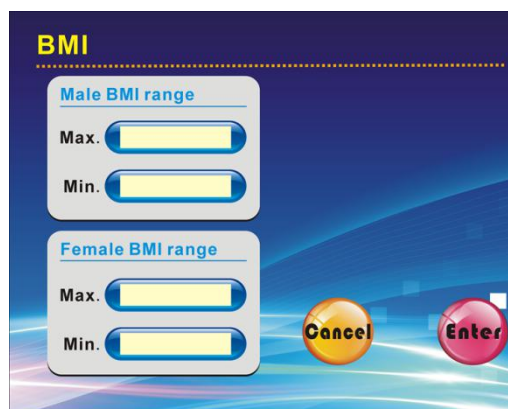 BMI
Male BMI range
Max.
Min.
Female BMI range
Max.
Min.
Cancel
Enter